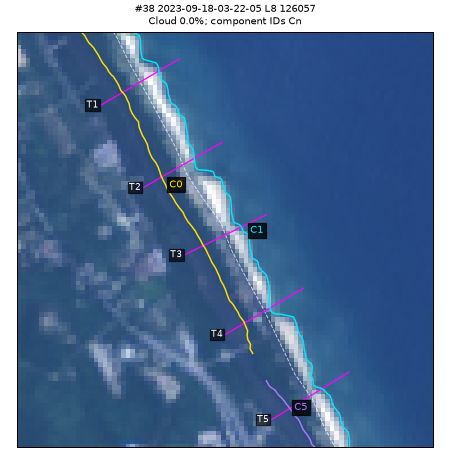 #38 2023-09-18-03-22-05 L8 126057
Cloud 0.0%; component IDs Cn
T1
T2
C0
C1
T3
T4
C5
T5